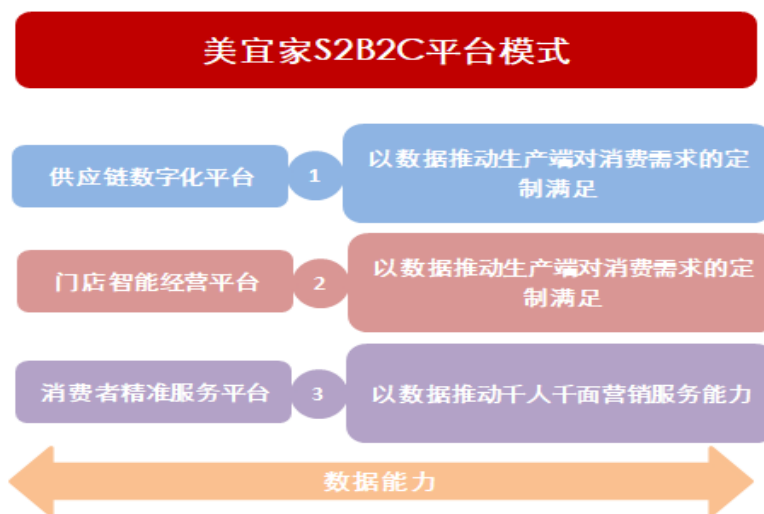 美宜家S2B2C平台模式
供应链数字化平台
1
以数据推动生产端对消费需求的定
制满足
门店智能经营平台
2
以数据推动生产端对消费需求的定
制满足
消费者精准服务平台
3
以数据推动千人千面营销服务能力
数据能力